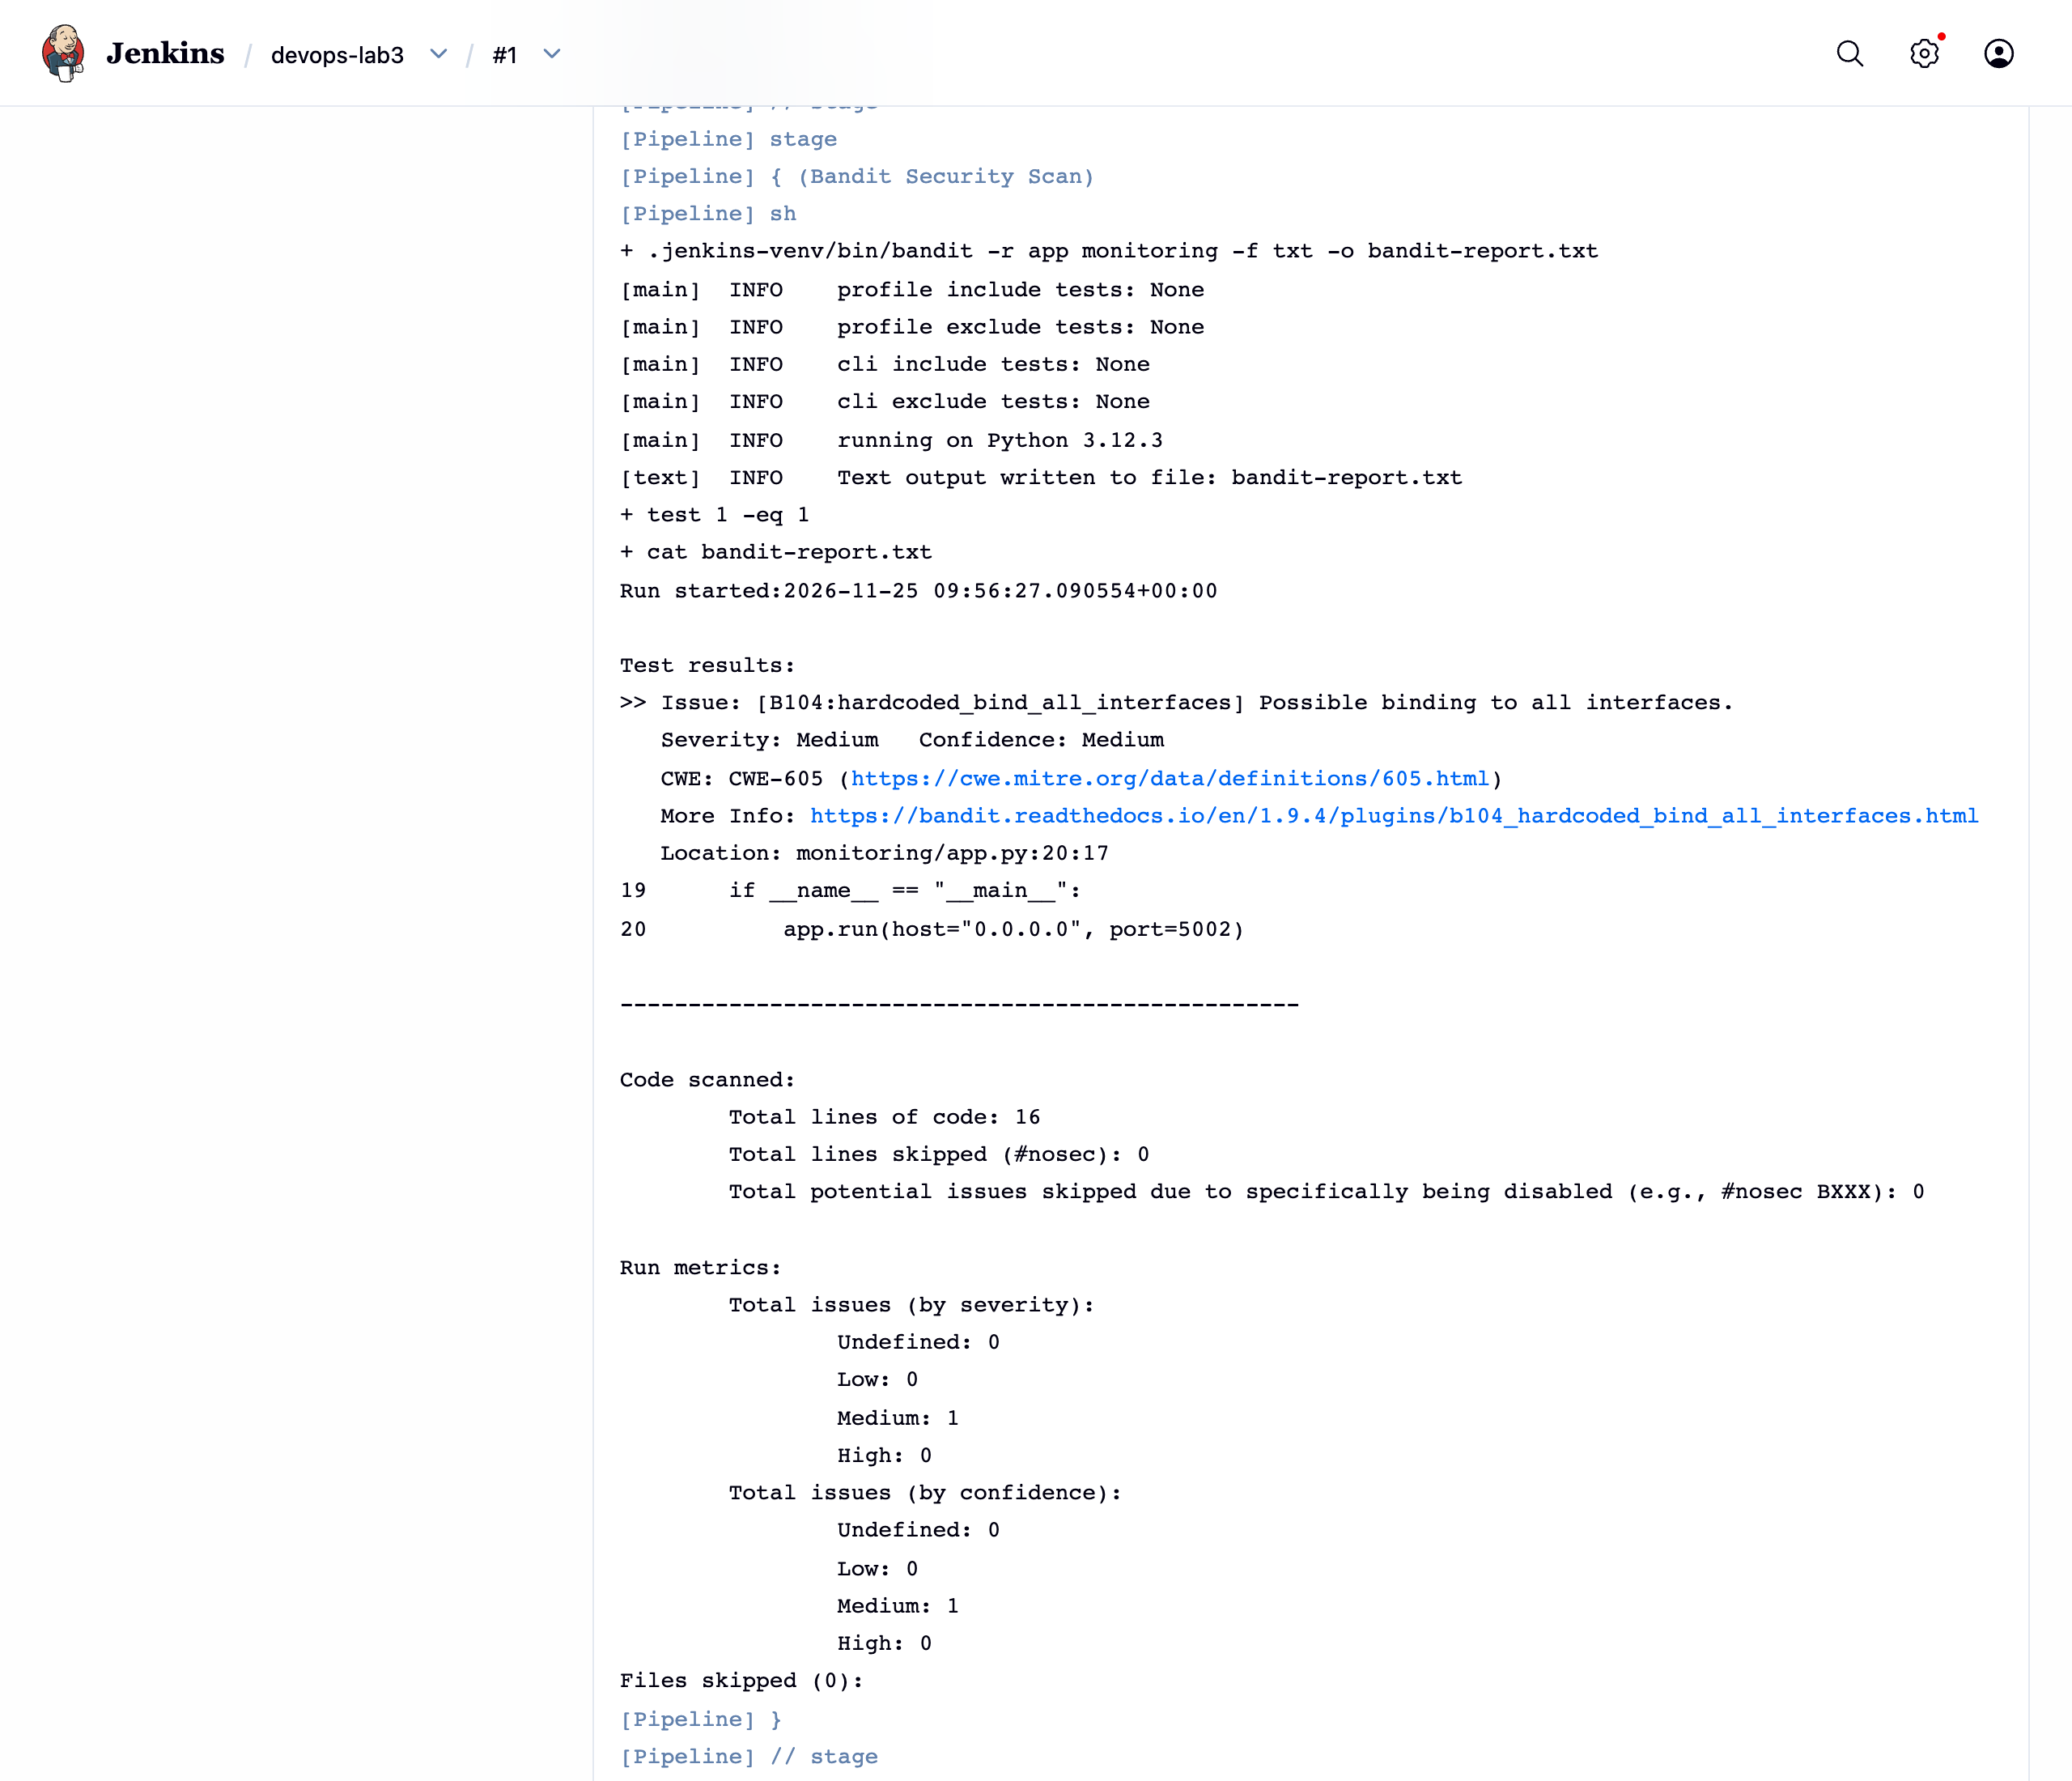 Jenkins / devops-lab3 / #1
[Pipeline] // stage
[Pipeline] stage
[Pipeline] { (Bandit Security Scan)
[Pipeline] sh
+ .jenkins-venv/bin/bandit -r app monitoring -f txt -o bandit-report.txt
[main]  INFO    profile include tests: None
[main]  INFO    profile exclude tests: None
[main]  INFO    cli include tests: None
[main]  INFO    cli exclude tests: None
[main]  INFO    running on Python 3.12.3
[text]  INFO    Text output written to file: bandit-report.txt
+ test 1 -eq 1
+ cat bandit-report.txt
Run started:2026-11-25 09:56:27.090554+00:00
Test results:
>> Issue: [B104:hardcoded_bind_all_interfaces] Possible binding to all interfaces.
   Severity: Medium   Confidence: Medium
   CWE: CWE-605 (https://cwe.mitre.org/data/definitions/605.html)
   More Info: https://bandit.readthedocs.io/en/1.9.4/plugins/b104_hardcoded_bind_all_interfaces.html
   Location: monitoring/app.py:20:17
19      if __name__ == "__main__":
20          app.run(host="0.0.0.0", port=5002)
--------------------------------------------------
Code scanned:
        Total lines of code: 16
        Total lines skipped (#nosec): 0
        Total potential issues skipped due to specifically being disabled (e.g., #nosec BXXX): 0
Run metrics:
        Total issues (by severity):
                Undefined: 0
                Low: 0
                Medium: 1
                High: 0
        Total issues (by confidence):
                Undefined: 0
                Low: 0
                Medium: 1
                High: 0
Files skipped (0):
[Pipeline] }
[Pipeline] // stage